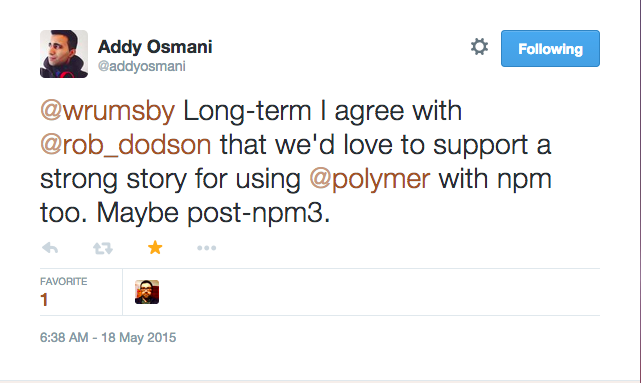 Addy Osmani
@addyosmani
Following
@wrumsby Long-term I agree with
@rob_dodson that we'd love to support a
strong story for using @polymer with npm
too. Maybe post-npm3.
FAVORITE
1
6:38 AM - 18 May 2015